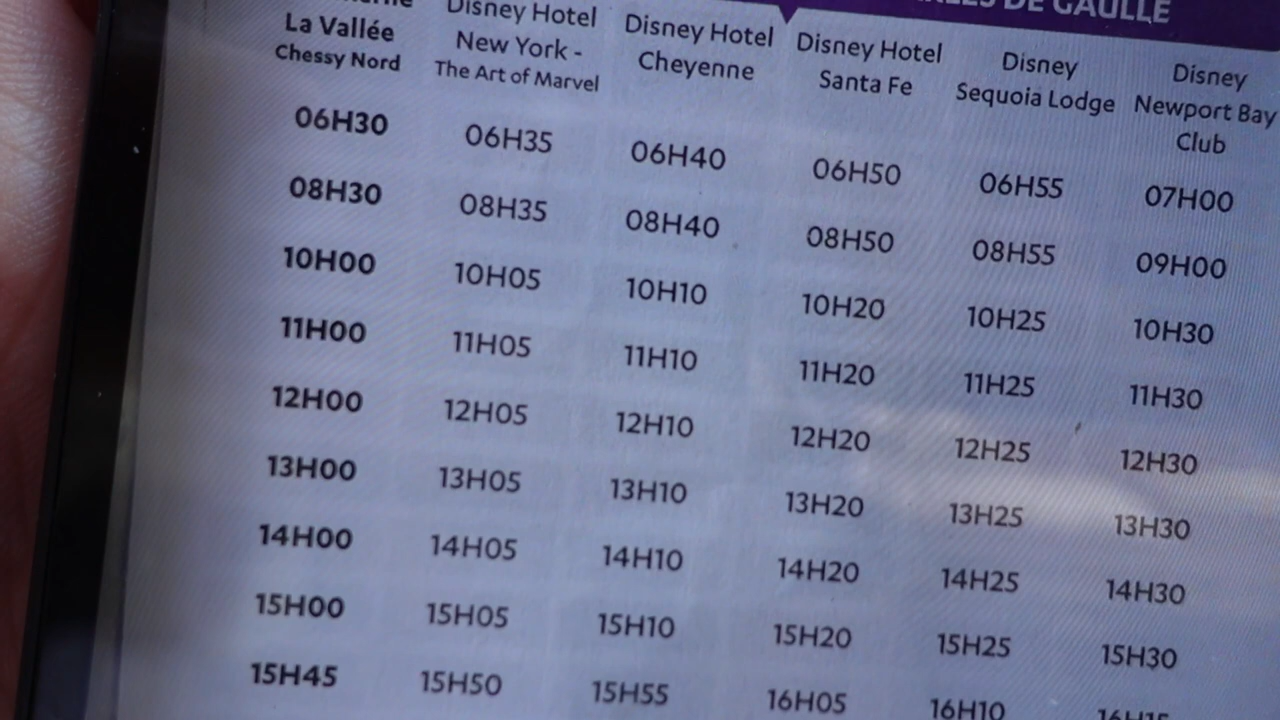 DE GAULLE
La Vallée Chessy Nord
Disney Hotel New York - The Art of Marvel
Disney Hotel Cheyenne
Disney Hotel Santa Fe
Disney Sequoia Lodge
Disney Newport Bay Club
06H30 06H35 06H40 06H50 06H55 07H00
08H30 08H35 08H40 08H50 08H55 09H00
10H00 10H05 10H10 10H20 10H25 10H30
11H00 11H05 11H10 11H20 11H25 11H30
12H00 12H05 12H10 12H20 12H25 12H30
13H00 13H05 13H10 13H20 13H25 13H30
14H00 14H05 14H10 14H20 14H25 14H30
15H00 15H05 15H10 15H20 15H25 15H30
15H45 15H50 15H55 16H05 16H10